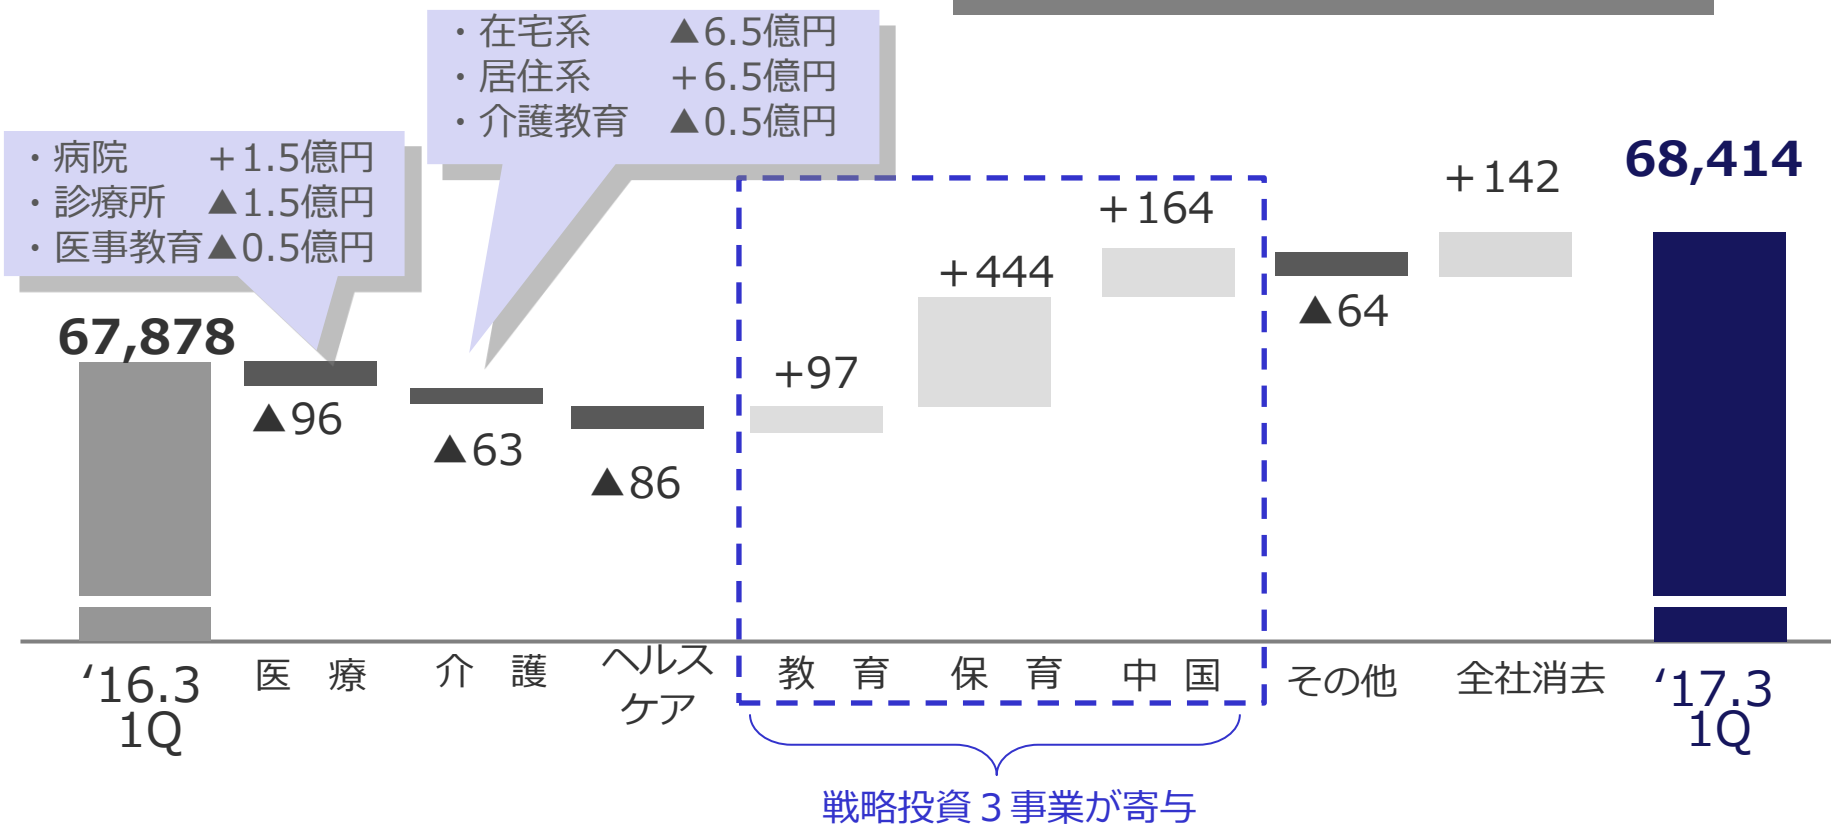 ・在宅系 ▲6.5億円
・居住系 +6.5億円
・介護教育 ▲0.5億円
・病院 +1.5億円
・診療所 ▲1.5億円
・医事教育▲0.5億円
67,878
▲96
▲63
▲86
+97
+444
+164
▲64
+142
68,414
‘16.3
1Q
医 療
介 護
ヘルス
ケア
教 育
保 育
中 国
その他
全社消去
‘17.3
1Q
戦略投資3事業が寄与